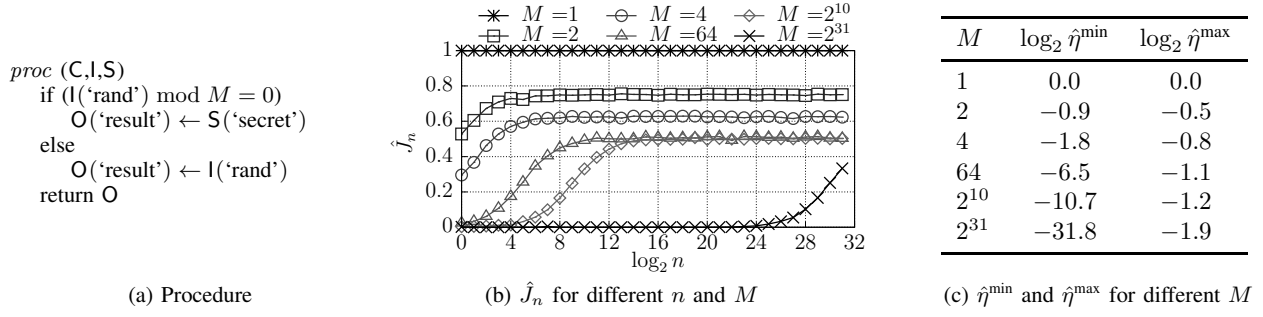 proc (C,I,S)
if (I(‘rand’) mod M = 0)
O(‘result’) ← S(‘secret’)
else
O(‘result’) ← I(‘rand’)
return O
(a) Procedure
M =1 M =4 M =2^10
M =2 M =64 M =2^31
Ĵ_n
1
0.8
0.6
0.4
0.2
0
0 4 8 12 16 20 24 28 32
log₂ n
(b) Ĵ_n for different n and M
M log₂ η̂^min log₂ η̂^max
1 0.0 0.0
2 −0.9 −0.5
4 −1.8 −0.8
64 −6.5 −1.1
2^10 −10.7 −1.2
2^31 −31.8 −1.9
(c) η̂^min and η̂^max for different M